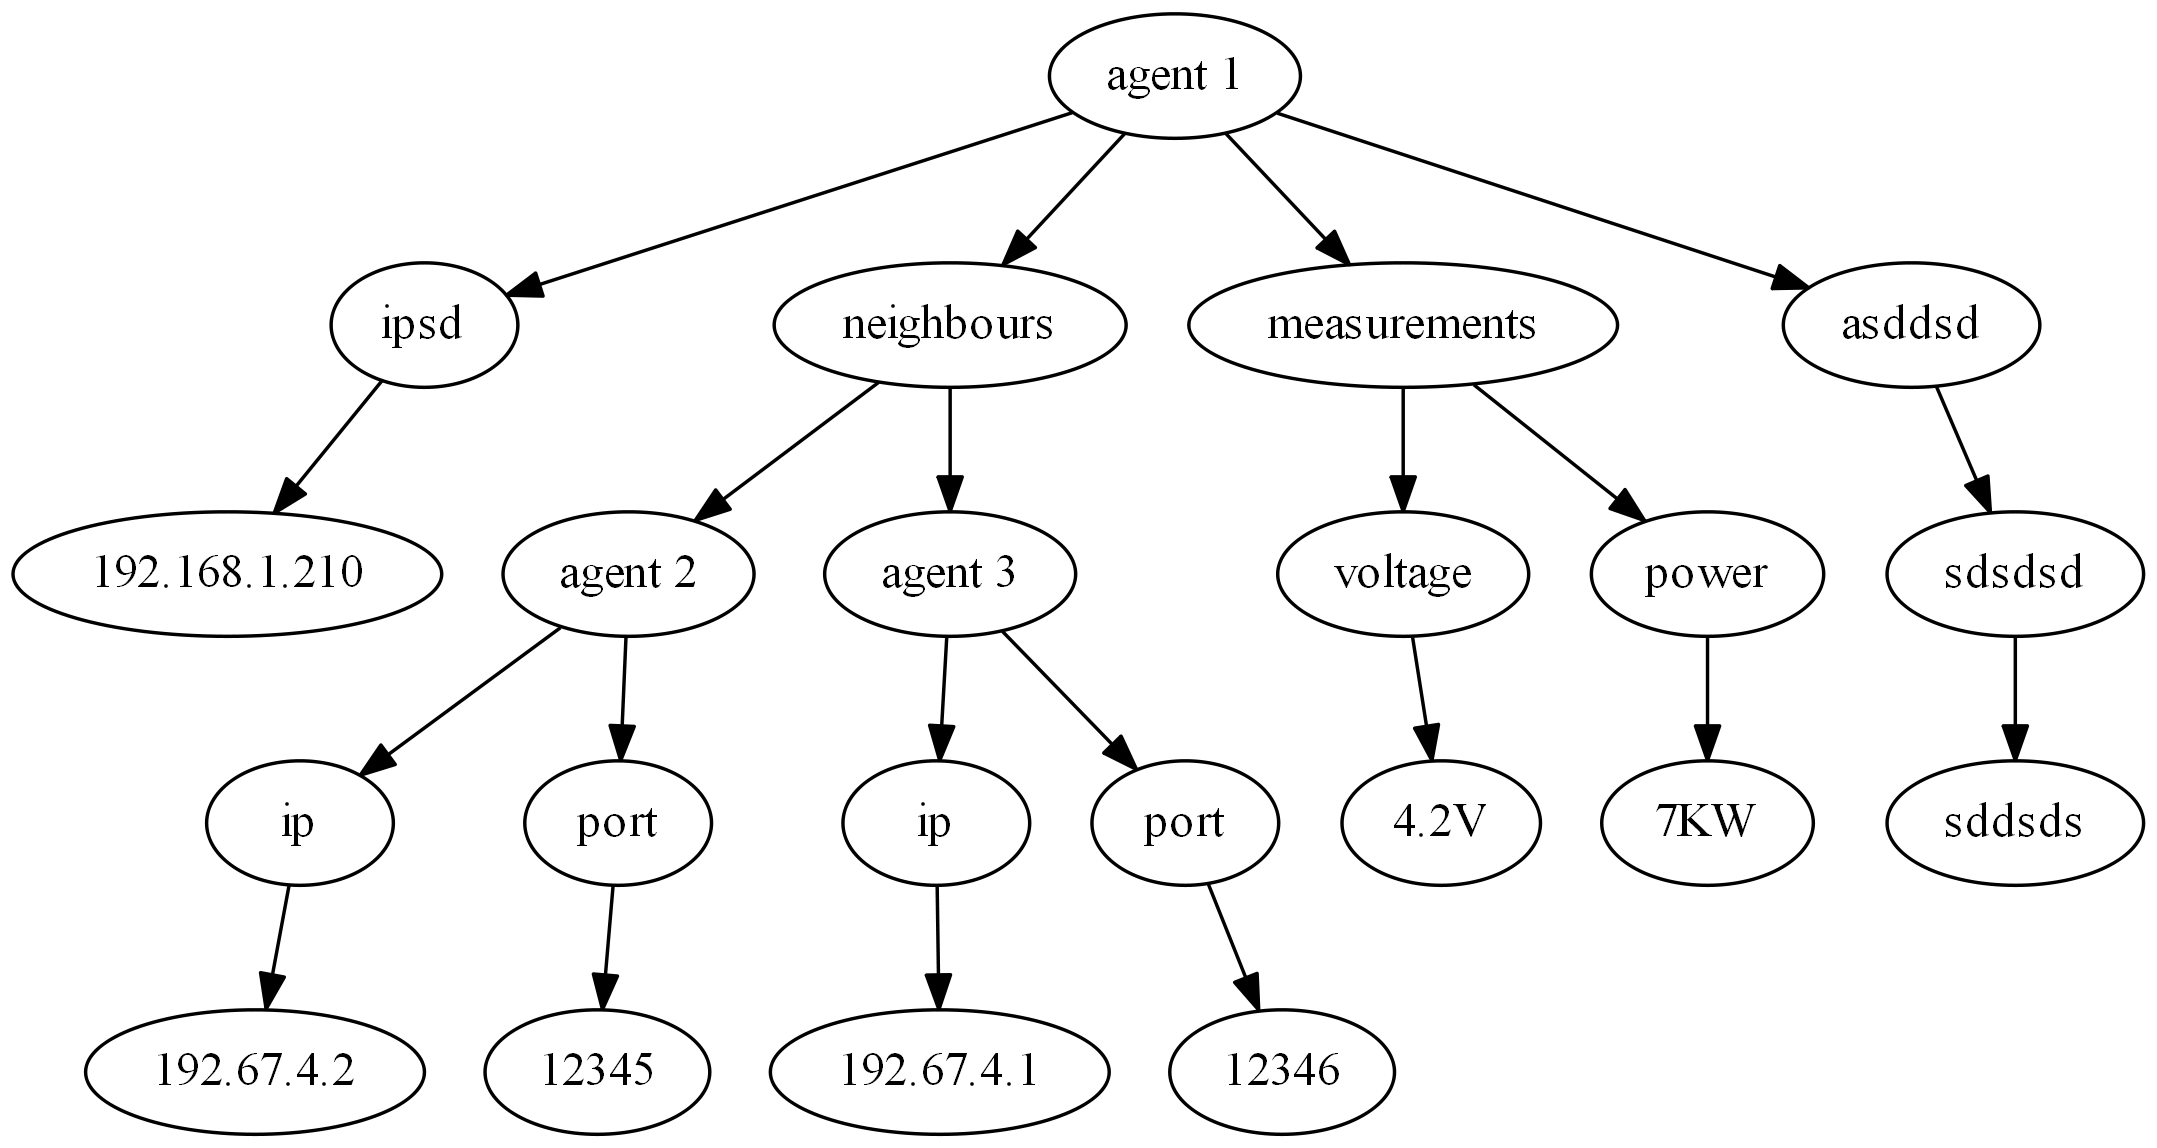 agent 1
ipsd
neighbours
measurements
asddsd
192.168.1.210
agent 2
agent 3
voltage
power
sdsdsd
ip
port
ip
port
4.2V
7KW
sddsds
192.67.4.2
12345
192.67.4.1
12346